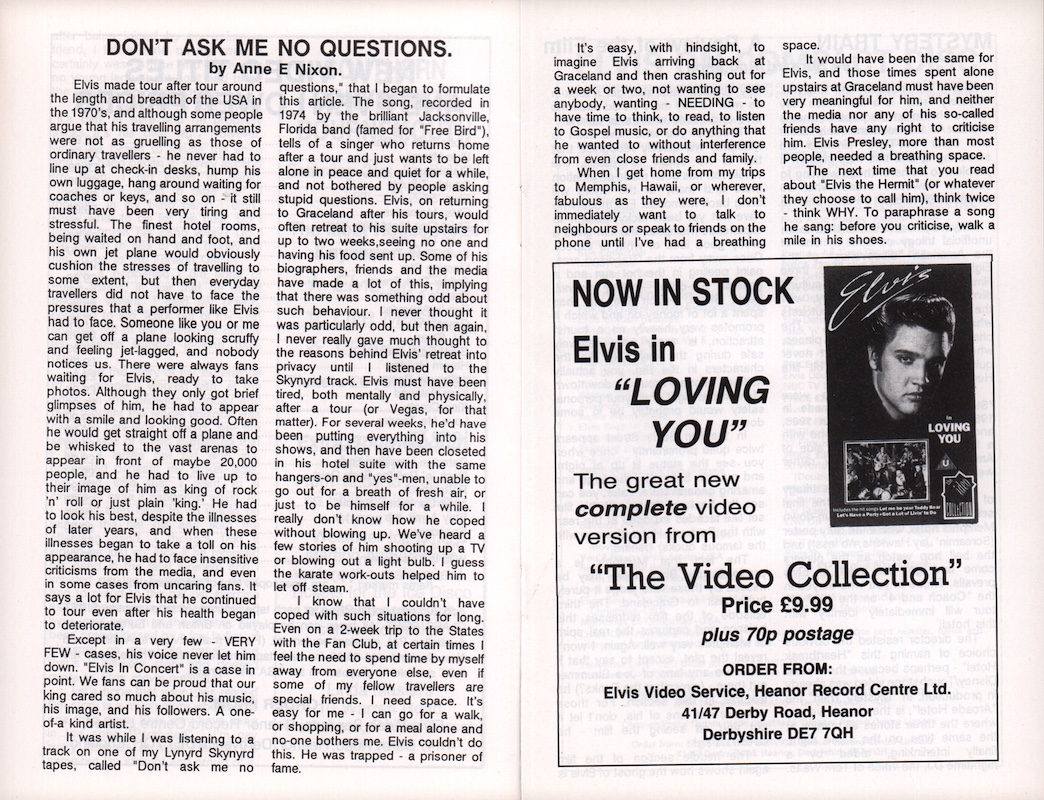 DON'T ASK ME NO QUESTIONS.
by Anne E Nixon.
Elvis made tour after tour around
the length and breadth of the USA in
the 1970's, and although some people
argue that his travelling arrangements
were not as gruelling as those of
ordinary travellers - he never had to
line up at check-in desks, hump his
own luggage, hang around waiting for
coaches or keys, and so on - it still
must have been very tiring and
stressful. The finest hotel rooms,
being waited on hand and foot, and
his own jet plane would obviously
cushion the stresses of travelling to
some extent, but then everyday
travellers did not have to face the
pressures that a performer like Elvis
had to face. Someone like you or me
can get off a plane looking scruffy
and feeling jet-lagged, and nobody
notices us. There were always fans
waiting for Elvis, ready to take
photos. Although they only got brief
glimpses of him, he had to appear
with a smile and looking good. Often
he would get straight off a plane and
be whisked to the vast arenas to
appear in front of maybe 20,000
people, and he had to live up to
their image of him as king of rock
'n' roll or just plain 'king.' He had
to look his best, despite the illnesses
of later years, and when these
illnesses began to take a toll on his
appearance, he had to face insensitive
criticisms from the media, and even
in some cases from uncaring fans. It
says a lot for Elvis that he continued
to tour even after his health began
to deteriorate.
Except in a very few - VERY
FEW - cases, his voice never let him
down. "Elvis In Concert" is a case in
point. We fans can be proud that our
king cared so much about his music,
his image, and his followers. A one-
of-a kind artist.
It was while I was listening to a
track on one of my Lynyrd Skynyrd
tapes, called "Don't ask me no
questions," that I began to formulate
this article. The song, recorded in
1974 by the brilliant Jacksonville,
Florida band (famed for "Free Bird"),
tells of a singer who returns home
after a tour and just wants to be left
alone in peace and quiet for a while,
and not bothered by people asking
stupid questions. Elvis, on returning
to Graceland after his tours, would
often retreat to his suite upstairs for
up to two weeks,seeing no one and
having his food sent up. Some of his
biographers, friends and the media
have made a lot of this, implying
that there was something odd about
such behaviour. I never thought it
was particularly odd, but then again,
I never really gave much thought to
the reasons behind Elvis' retreat into
privacy until I listened to the
Skynyrd track. Elvis must have been
tired, both mentally and physically,
after a tour (or Vegas, for that
matter). For several weeks, he'd have
been putting everything into his
shows, and then have been closeted
in his hotel suite with the same
hangers-on and "yes"-men, unable to
go out for a breath of fresh air, or
just to be himself for a while. I
really don't know how he coped
without blowing up. We've heard a
few stories of him shooting up a TV
or blowing out a light bulb. I guess
the karate work-outs helped him to
let off steam.
I know that I couldn't have
coped with such situations for long.
Even on a 2-week trip to the States
with the Fan Club, at certain times I
feel the need to spend time by myself
away from everyone else, even if
some of my fellow travellers are
special friends. I need space. It's
easy for me - I can go for a walk,
or shopping, or for a meal alone and
no-one bothers me. Elvis couldn't do
this. He was trapped - a prisoner of
fame.
It's easy, with hindsight, to
imagine Elvis arriving back at
Graceland and then crashing out for
a week or two, not wanting to see
anybody, wanting - NEEDING - to
have time to think, to read, to listen
to Gospel music, or do anything that
he wanted to without interference
from even close friends and family.
When I get home from my trips
to Memphis, Hawaii, or wherever,
fabulous as they were, I don't
immediately want to talk to
neighbours or speak to friends on the
phone until I've had a breathing
space.
It would have been the same for
Elvis, and those times spent alone
upstairs at Graceland must have been
very meaningful for him, and neither
the media nor any of his so-called
friends have any right to criticise
him. Elvis Presley, more than most
people, needed a breathing space.
The next time that you read
about "Elvis the Hermit" (or whatever
they choose to call him), think twice
- think WHY. To paraphrase a song
he sang: before you criticise, walk a
mile in his shoes.
NOW IN STOCK
Elvis in
"LOVING
YOU"
The great new
complete video
version from
"The Video Collection"
Price £9.99
plus 70p postage
ORDER FROM:
Elvis Video Service, Heanor Record Centre Ltd.
41/47 Derby Road, Heanor
Derbyshire DE7 7QH
Elvis
in
LOVING
YOU
U
Includes the hit songs Let me be your Teddy Bear
Let's Have a Party • Got a Lot of Livin' to Do
COLLECTION